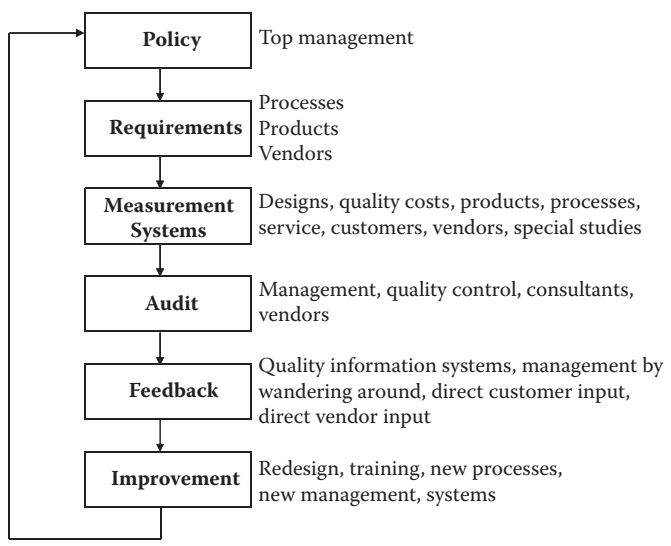 Policy
Top management
Requirements
Processes
Products
Vendors
Measurement
Systems
Designs, quality costs, products, processes,
service, customers, vendors, special studies
Audit
Management, quality control, consultants,
vendors
Feedback
Quality information systems, management by
wandering around, direct customer input,
direct vendor input
Improvement
Redesign, training, new processes,
new management, systems